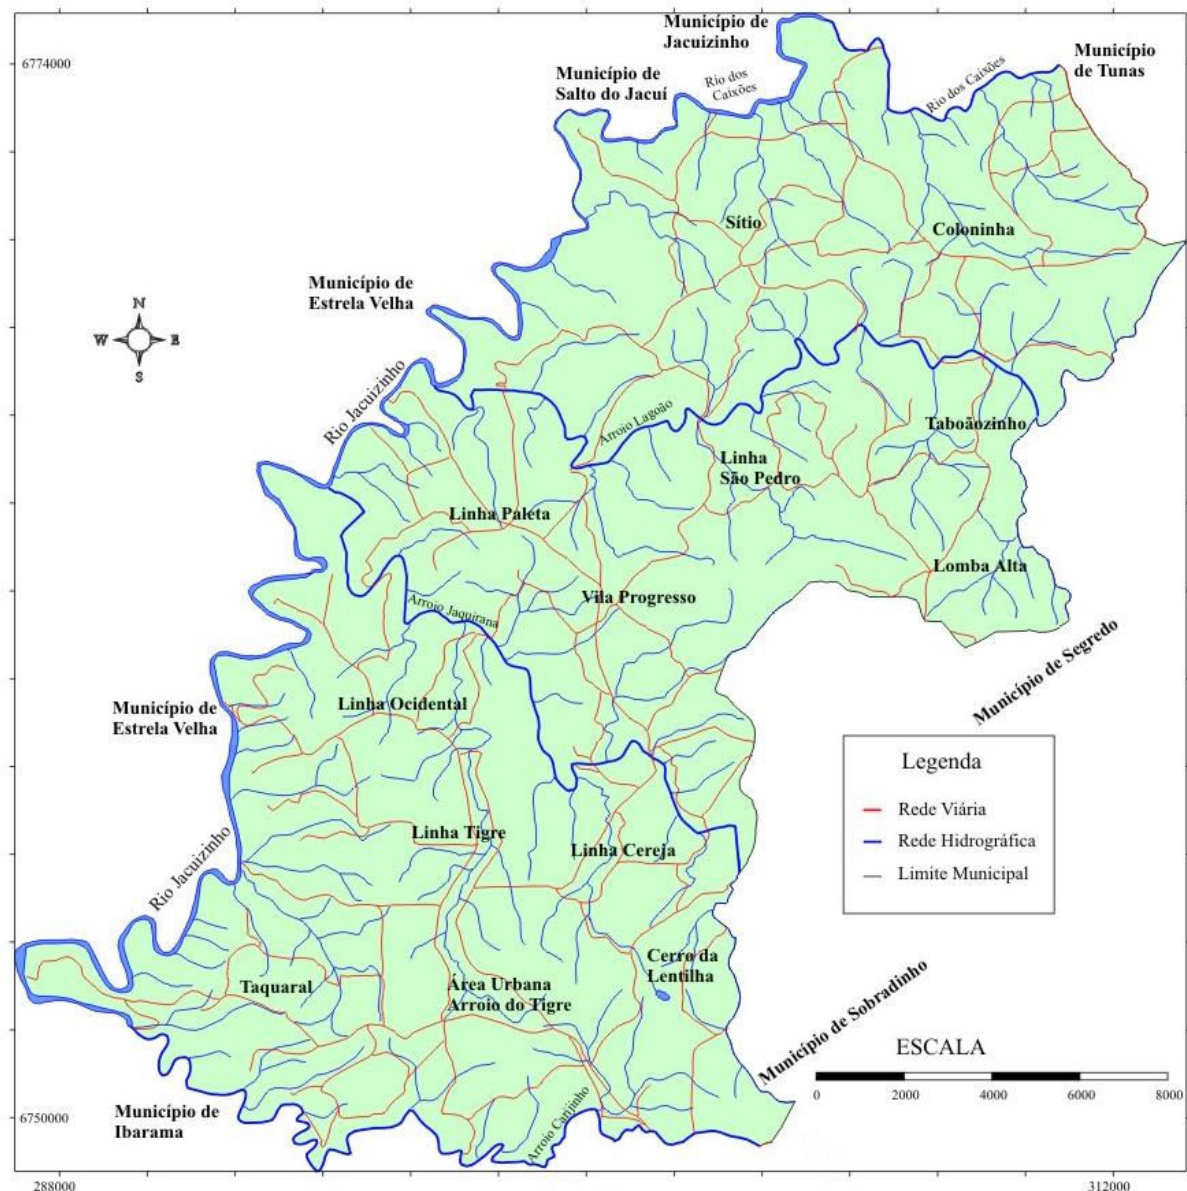 Município de
Jacuizinho
Município
de Tunas
6774000
Município de
Salto do Jacuí
Rio dos
Caixões
Rio dos Caixões
Sítio
Coloninha
Município de
Estrela Velha
N
W
E
S
Rio Jacuizinho
Arroio Lagoão
Taboãozinho
Linha
São Pedro
Linha Paleta
Lomba Alta
Arroio Jaquirana
Vila Progresso
Município de Segredo
Linha Ocidental
Município de
Estrela Velha
Legenda
Rede Viária
Rede Hidrográfica
Limite Municipal
Linha Tigre
Linha Cereja
Rio Jacuizinho
Cerro da
Lentilha
Taquaral
Área Urbana
Arroio do Tigre
Município de Sobradinho
ESCALA
0 2000 4000 6000 8000
Município de
Ibarama
Arroio Carijinho
6750000
288000
312000